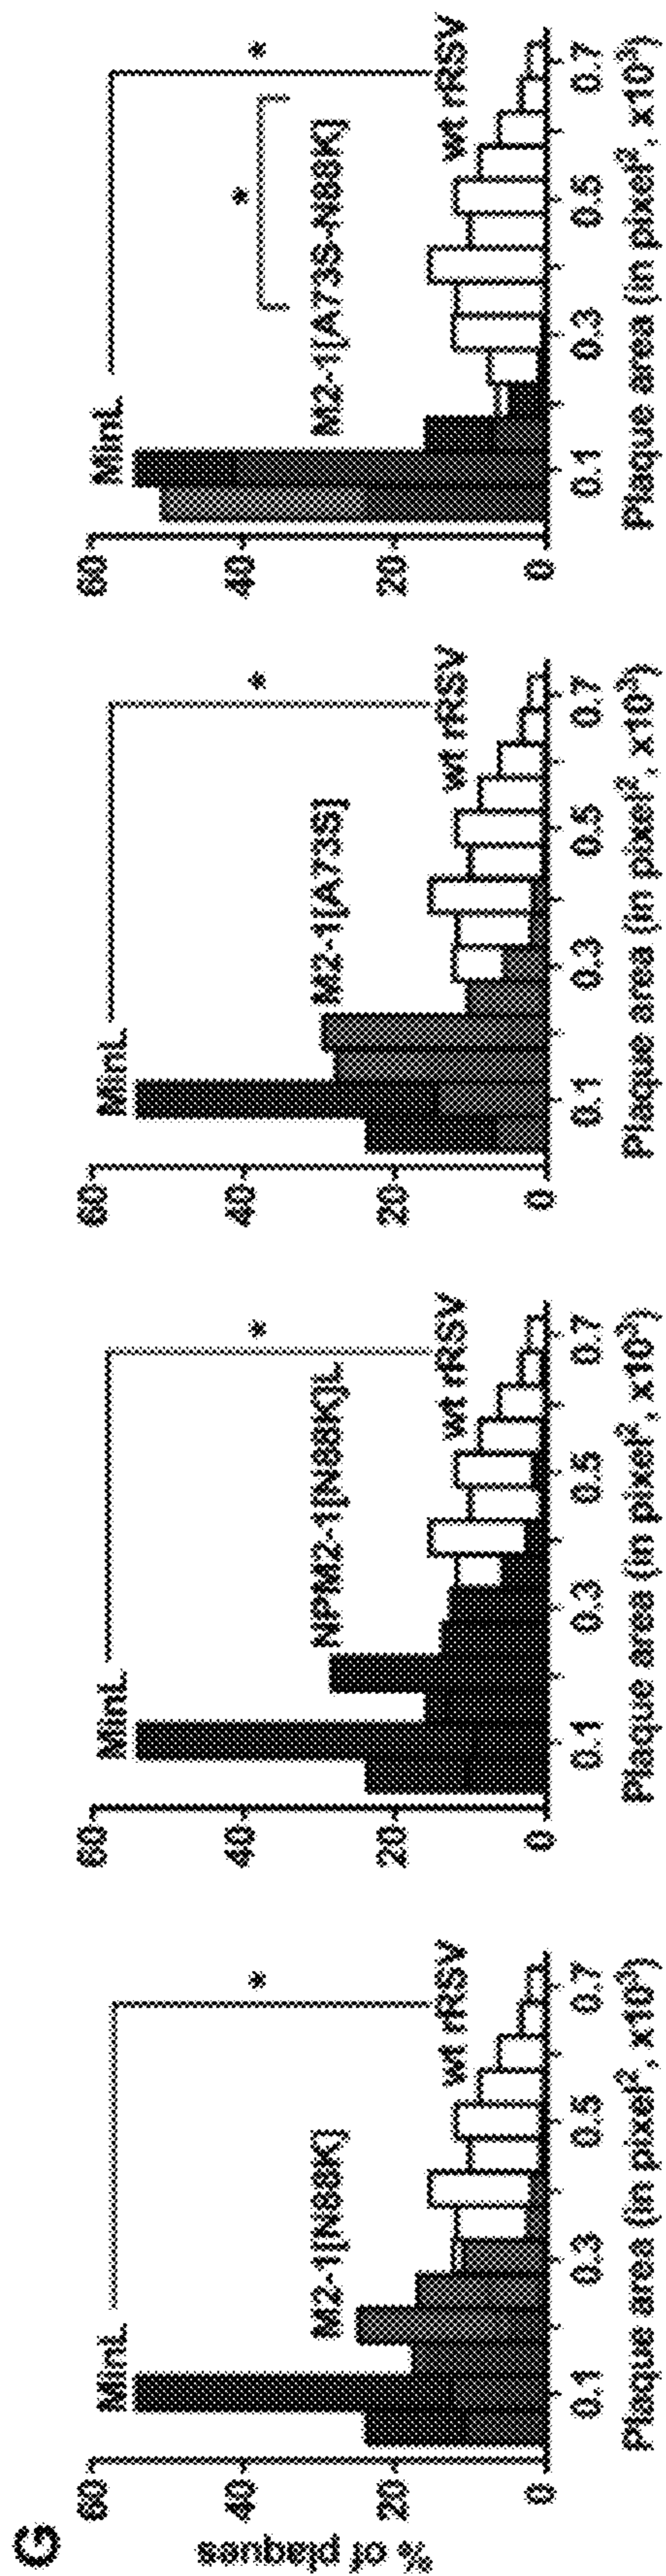 G
% of plaques
60
40
20
0
MinL
*
M2-1[N88K]
wt rRSV
0.1 0.3 0.5 0.7
Plaque area (in pixel², x10³)
60
40
20
0
MinL
*
NPM2-1[N88K]L
wt rRSV
0.1 0.3 0.5 0.7
Plaque area (in pixel², x10³)
60
40
20
0
MinL
*
M2-1[A73S]
wt rRSV
0.1 0.3 0.5 0.7
Plaque area (in pixel², x10³)
60
40
20
0
MinL
*
*
M2-1[A73S-N88K]
wt rRSV
0.1 0.3 0.5 0.7
Plaque area (in pixel², x10³)